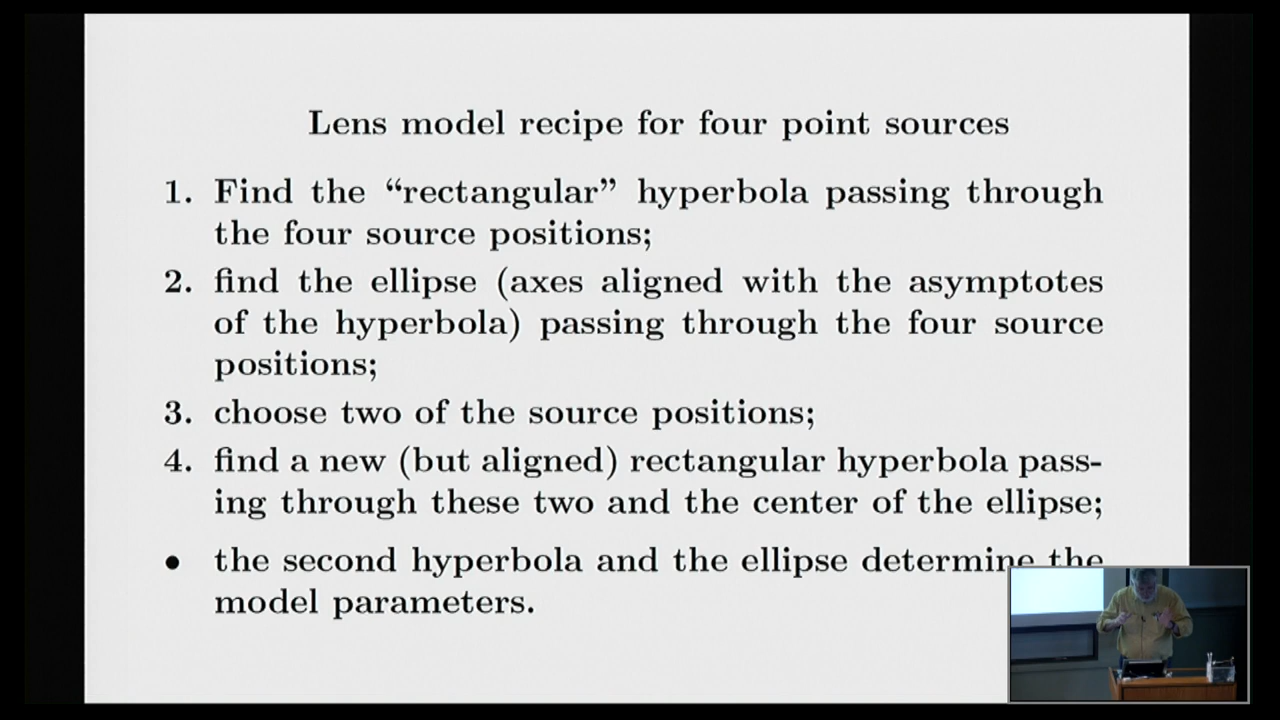 Lens model recipe for four point sources
1. Find the “rectangular” hyperbola passing through
the four source positions;
2. find the ellipse (axes aligned with the asymptotes
of the hyperbola) passing through the four source
positions;
3. choose two of the source positions;
4. find a new (but aligned) rectangular hyperbola pass-
ing through these two and the center of the ellipse;
• the second hyperbola and the ellipse determine the
model parameters.